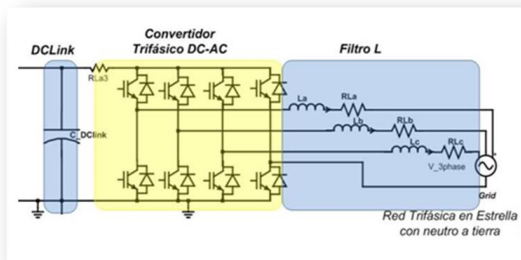 DCLink
Convertidor
Trifásico DC-AC
Filtro L
RLa3
C_DClink
La
RLa
Lb
RLb
Lc
RLc
V_3phase
Grid
Red Trifásica en Estrella
con neutro a tierra